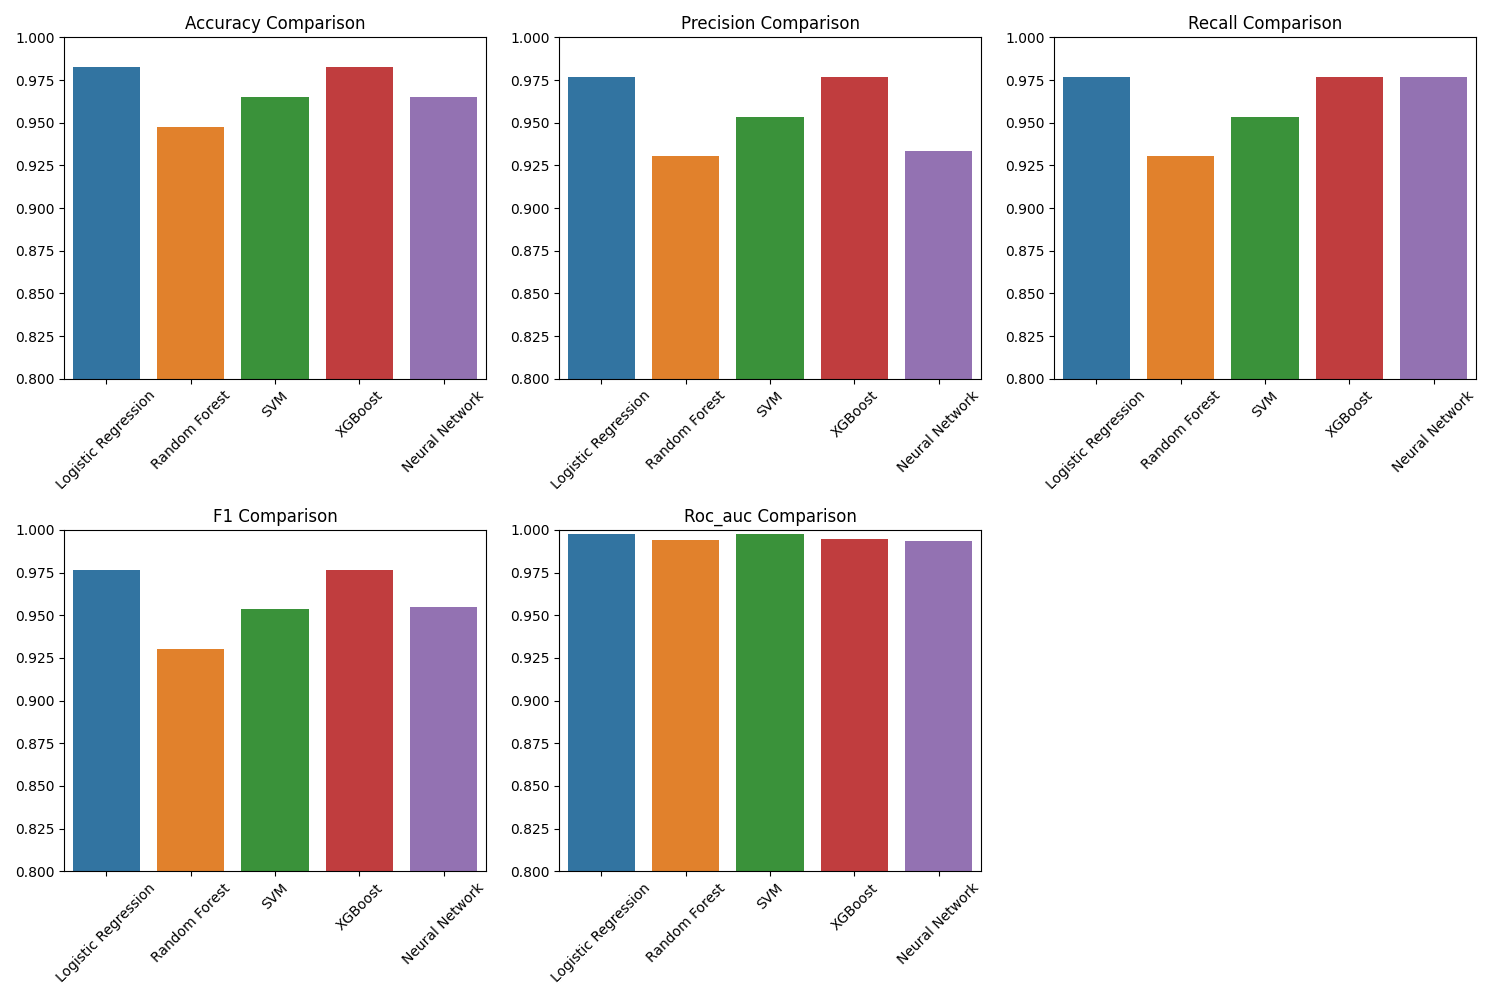 Accuracy Comparison
1.000
0.975
0.950
0.925
0.900
0.875
0.850
0.825
0.800
Logistic Regression
Random Forest
SVM
XGBoost
Neural Network
Precision Comparison
1.000
0.975
0.950
0.925
0.900
0.875
0.850
0.825
0.800
Logistic Regression
Random Forest
SVM
XGBoost
Neural Network
Recall Comparison
1.000
0.975
0.950
0.925
0.900
0.875
0.850
0.825
0.800
Logistic Regression
Random Forest
SVM
XGBoost
Neural Network
F1 Comparison
1.000
0.975
0.950
0.925
0.900
0.875
0.850
0.825
0.800
Logistic Regression
Random Forest
SVM
XGBoost
Neural Network
Roc_auc Comparison
1.000
0.975
0.950
0.925
0.900
0.875
0.850
0.825
0.800
Logistic Regression
Random Forest
SVM
XGBoost
Neural Network